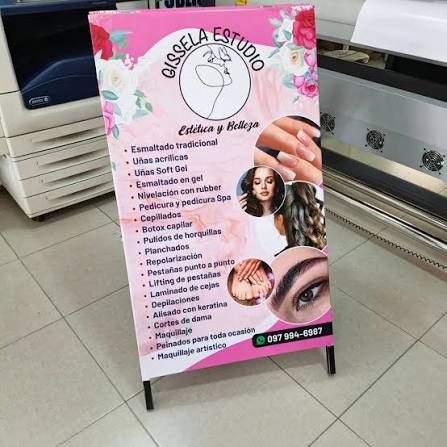 GISSELA ESTUDIO
Estética y Belleza
• Esmaltado tradicional
• Uñas acrílicas
• Uñas Soft Gel
• Esmaltado en gel
• Nivelación con rubber
• Pedicura y pedicura Spa
• Cepillados
• Botox capilar
• Pulidos de horquillas
• Planchados
• Repolarización
• Pestañas punto a punto
• Lifting de pestañas
• Laminado de cejas
• Depilaciones
• Alisado con keratina
• Cortes de dama
• Maquillaje
• Peinados para toda ocasión
• Maquillaje artístico
097 994-6987